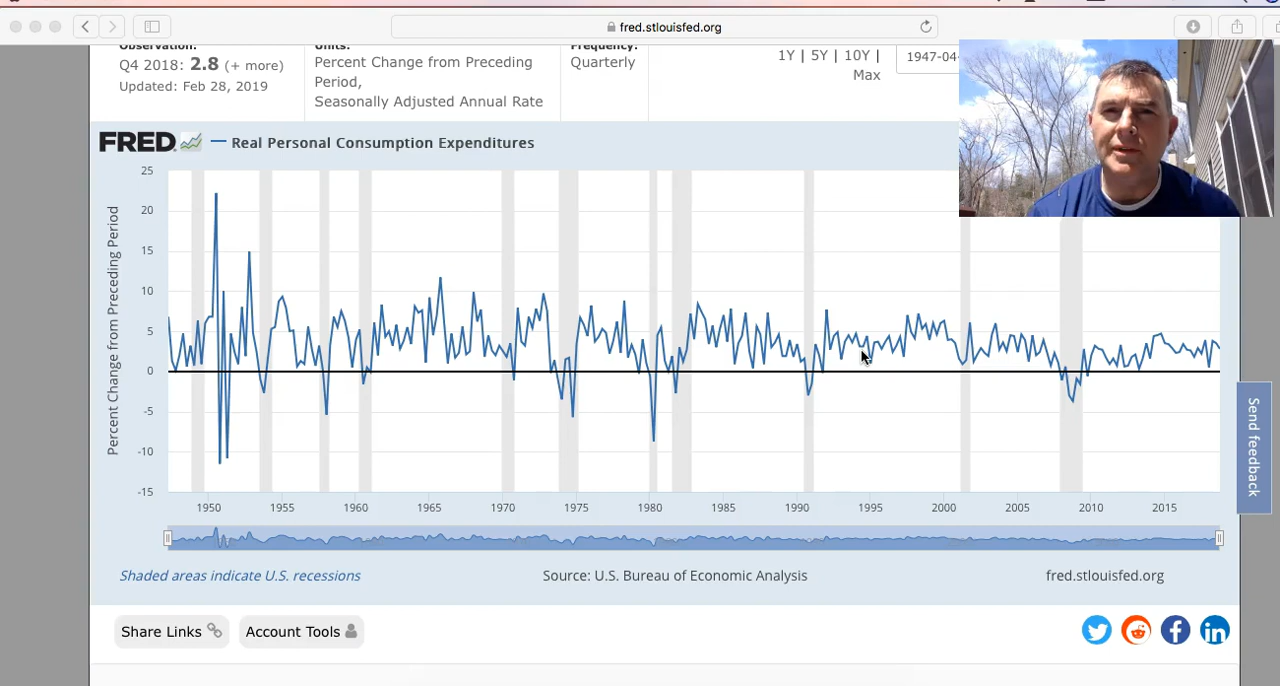 fred.stlouisfed.org
Observation: Units: Frequency:
Q4 2018: 2.8 (+ more) Percent Change from Preceding Quarterly 1Y | 5Y | 10Y | 1947-04-
Updated: Feb 28, 2019 Period, Max
Seasonally Adjusted Annual Rate
FRED Real Personal Consumption Expenditures
Percent Change from Preceding Period
25
20
15
10
5
0
-5
-10
-15
1950 1955 1960 1965 1970 1975 1980 1985 1990 1995 2000 2005 2010 2015
Shaded areas indicate U.S. recessions Source: U.S. Bureau of Economic Analysis fred.stlouisfed.org
Send feedback
Share Links Account Tools